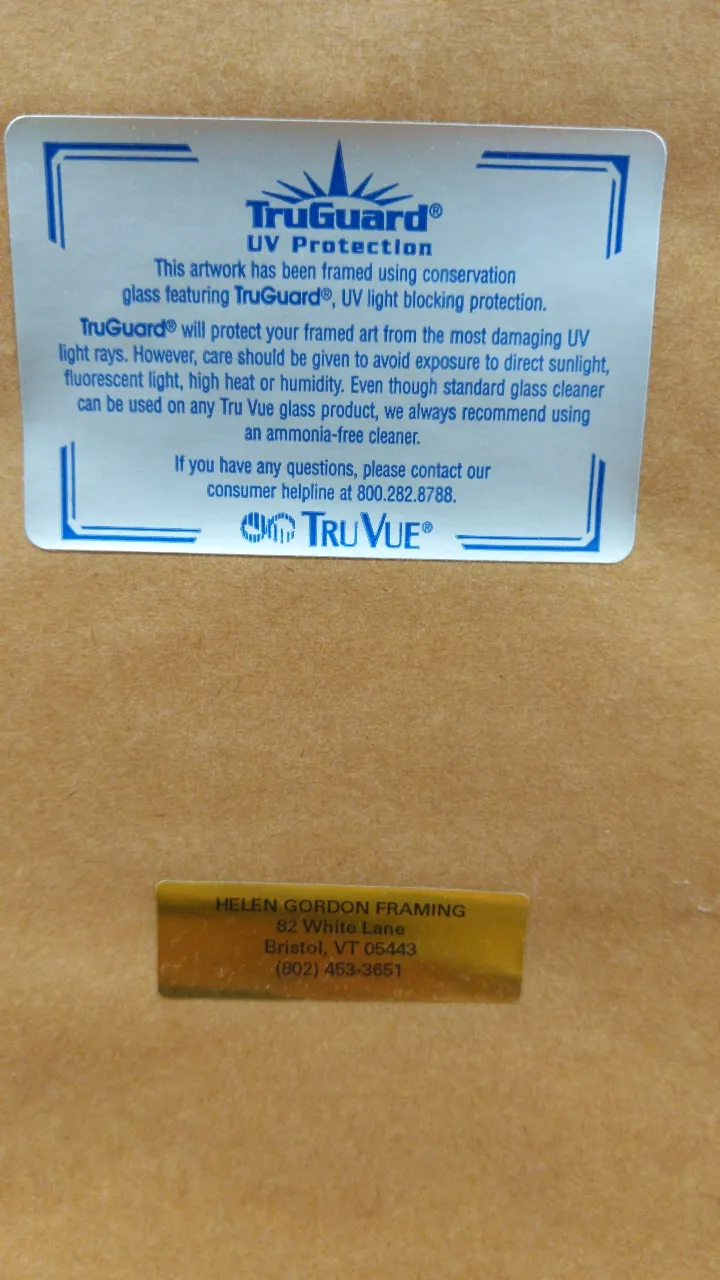 TruGuard®
UV Protection
This artwork has been framed using conservation
glass featuring TruGuard®, UV light blocking protection.
TruGuard® will protect your framed art from the most damaging UV
light rays. However, care should be given to avoid exposure to direct sunlight,
fluorescent light, high heat or humidity. Even though standard glass cleaner
can be used on any Tru Vue glass product, we always recommend using
an ammonia-free cleaner.
If you have any questions, please contact our
consumer helpline at 800.282.8788.
TRU VUE®
HELEN GORDON FRAMING
82 White Lane
Bristol, VT 05443
(802) 453-3651